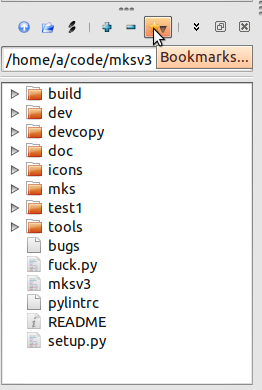 /home/a/code/mksv3
Bookmarks...
build
dev
devcopy
doc
icons
mks
test1
tools
bugs
fuck.py
mksv3
pylintrc
README
setup.py